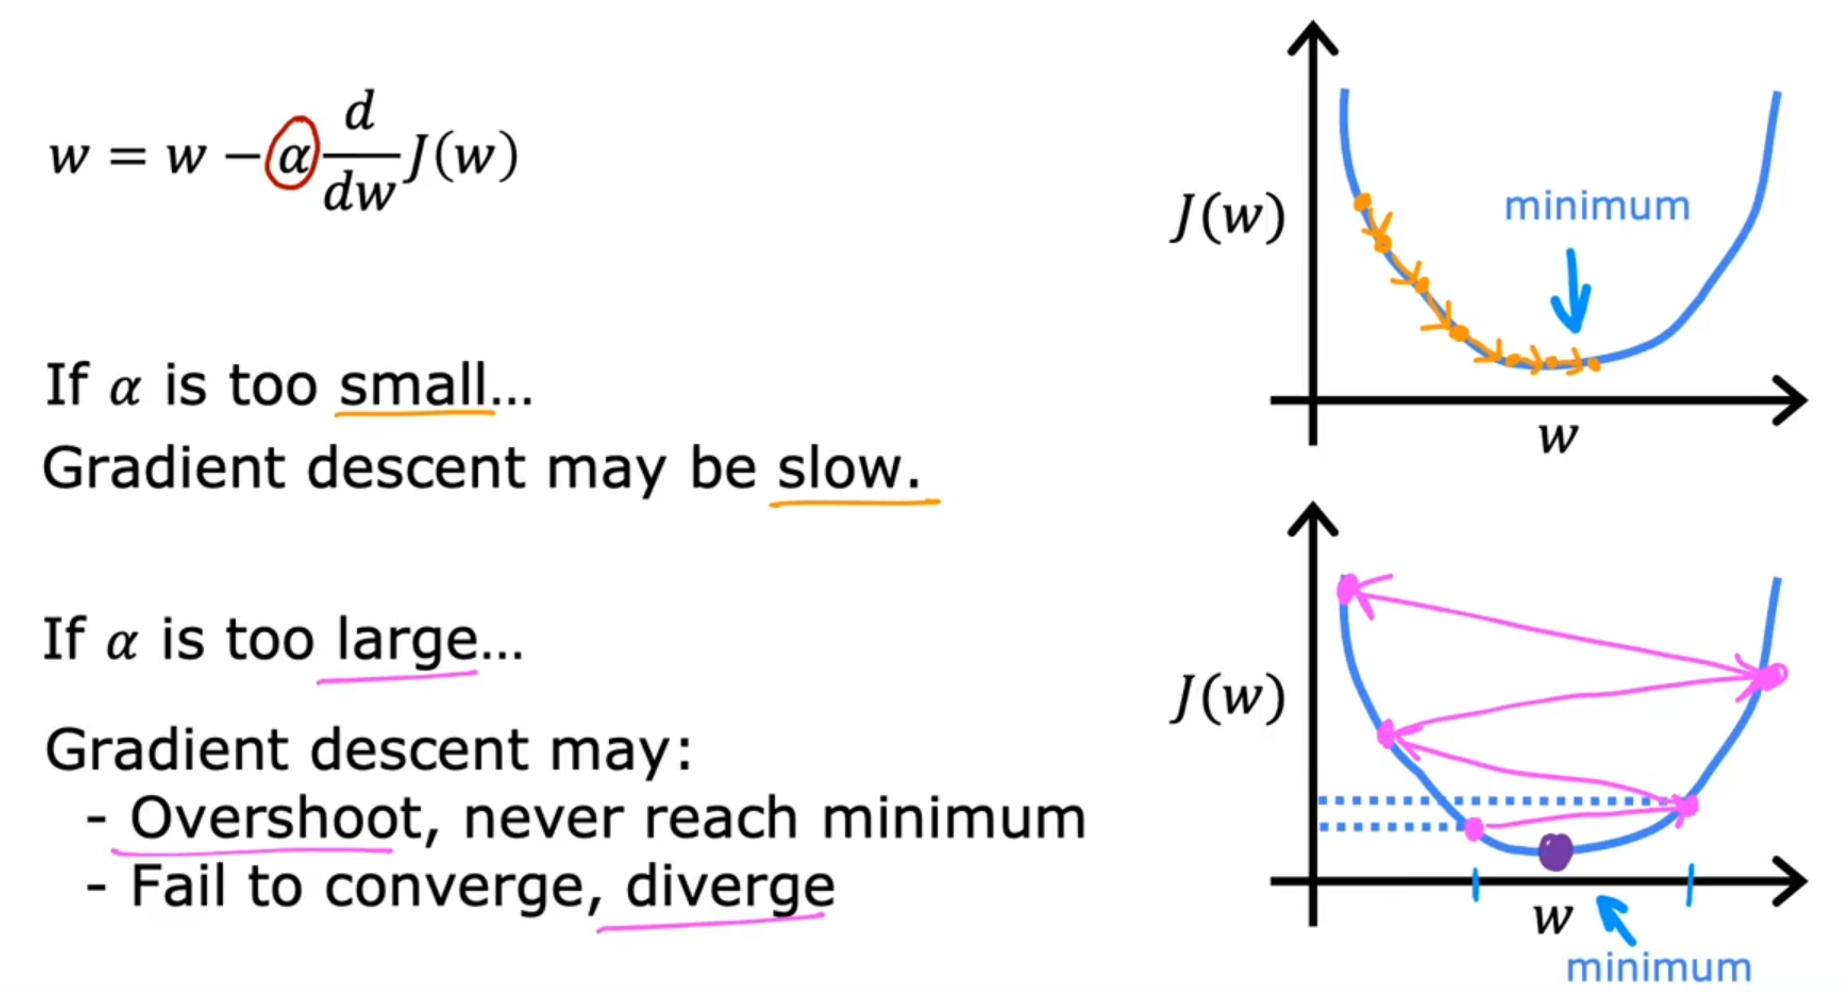 w = w − α d/dw J(w)
If α is too small...
Gradient descent may be slow.
If α is too large...
Gradient descent may:
- Overshoot, never reach minimum
- Fail to converge, diverge
J(w)
minimum
w
J(w)
w
minimum